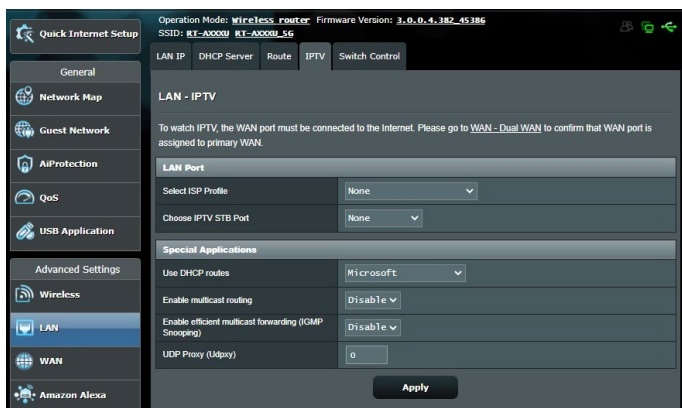 Quick Internet Setup
General
Network Map
Guest Network
AiProtection
QoS
USB Application
Advanced Settings
Wireless
LAN
WAN
Amazon Alexa
Operation Mode: Wireless router Firmware Version: 3.0.0.4.382_45386
SSID: RT-AXXXU RT-AXXXU_5G
LAN IP DHCP Server Route IPTV Switch Control
LAN - IPTV
To watch IPTV, the WAN port must be connected to the Internet. Please go to WAN - Dual WAN to confirm that WAN port is
assigned to primary WAN.
LAN Port
Select ISP Profile None
Choose IPTV STB Port None
Special Applications
Use DHCP routes Microsoft
Enable multicast routing Disable
Enable efficient multicast forwarding (IGMP
Snooping) Disable
UDP Proxy (Udpxy) 0
Apply